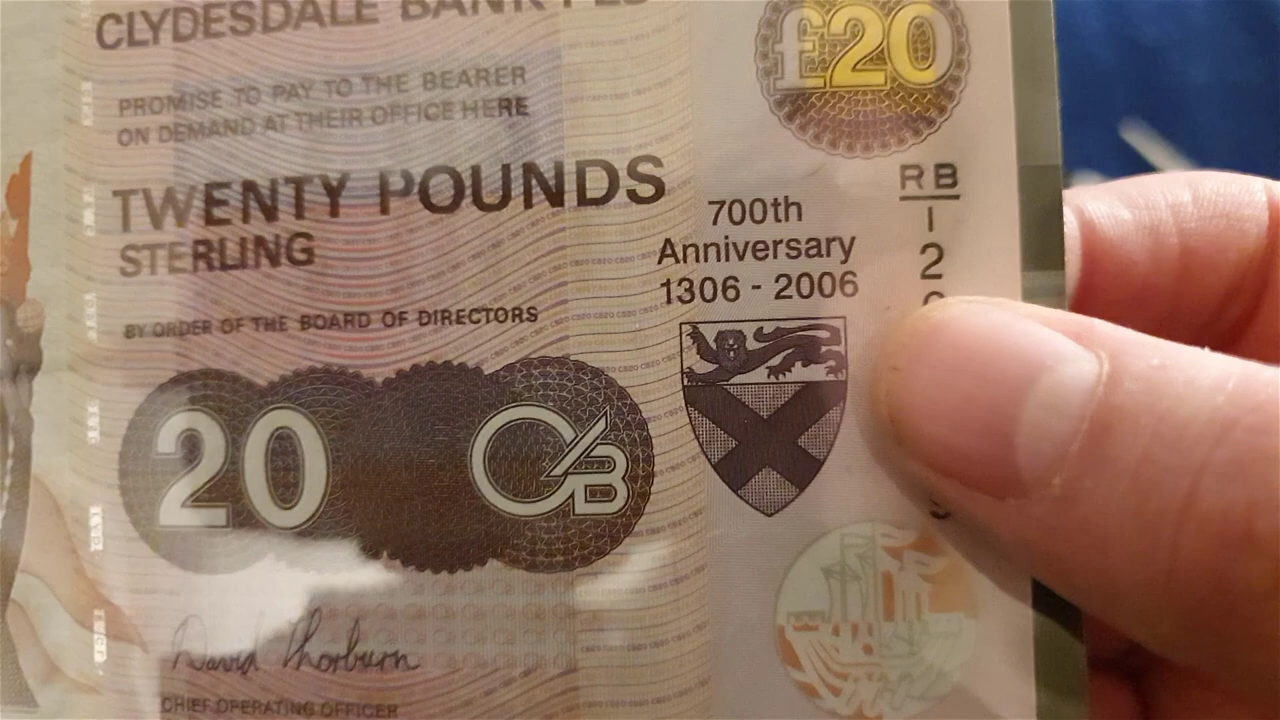 CLYDESDALE BANK PLC
£20
PROMISE TO PAY TO THE BEARER
ON DEMAND AT THEIR OFFICE HERE
TWENTY POUNDS
STERLING
BY ORDER OF THE BOARD OF DIRECTORS
700th
Anniversary
1306 - 2006
RB
1
2
20 CB
David Thorburn
CHIEF OPERATING OFFICER